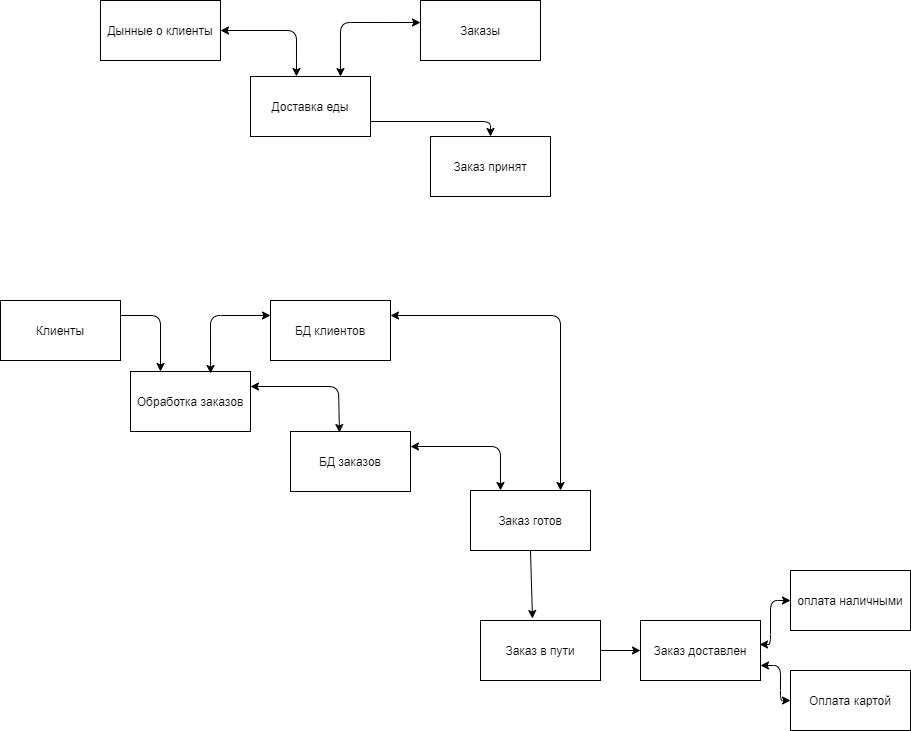 Дынные о клиенты
Заказы
Доставка еды
Заказ принят
Клиенты
БД клиентов
Обработка заказов
БД заказов
Заказ готов
оплата наличными
Заказ в пути
Заказ доставлен
Оплата картой